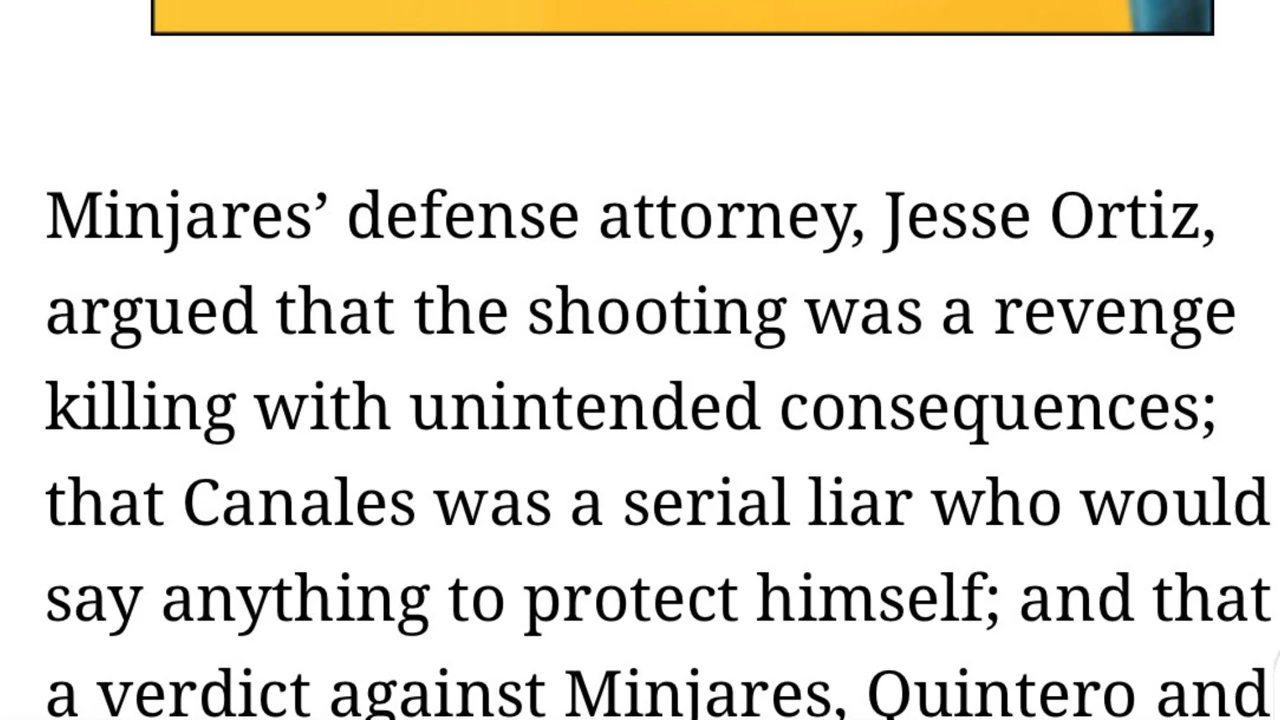 Minjares’ defense attorney, Jesse Ortiz,
argued that the shooting was a revenge
killing with unintended consequences;
that Canales was a serial liar who would
say anything to protect himself; and that
a verdict against Minjares, Quintero and